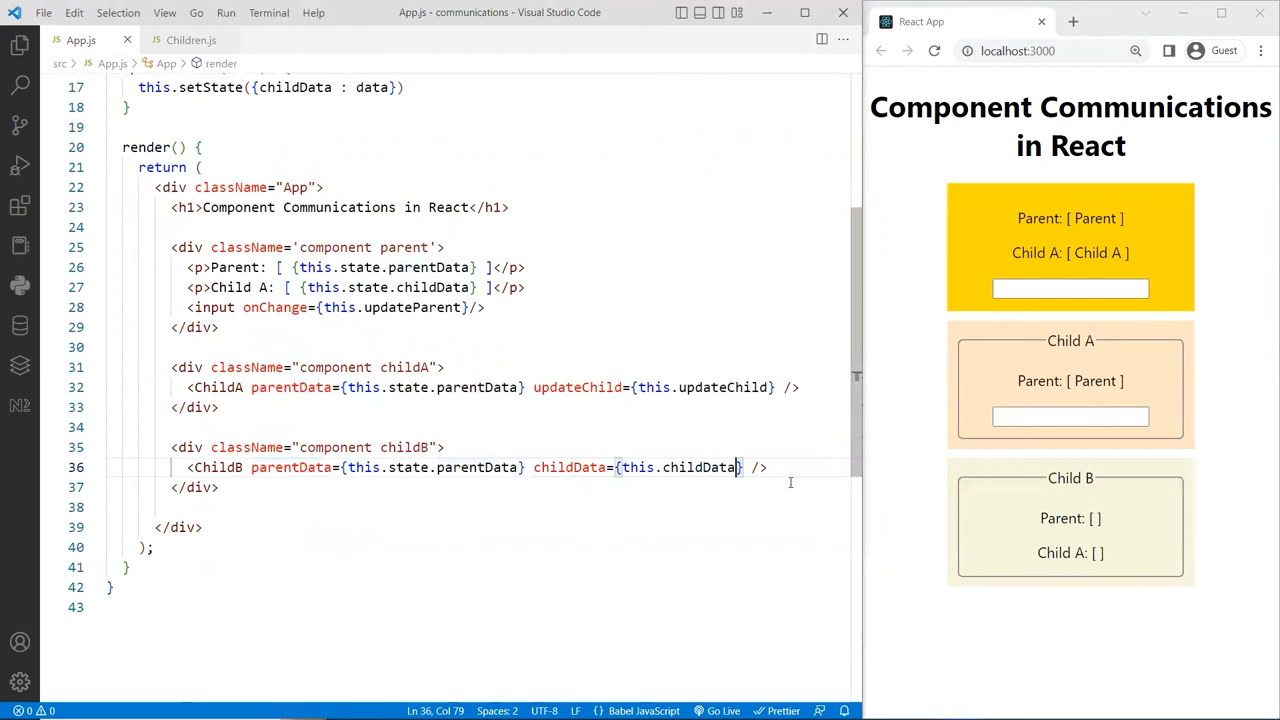 File Edit Selection View Go Run Terminal Help App.js - communications - Visual Studio Code
App.js Children.js
src > App.js > App > render
17 this.setState({childData : data})
18 }
19
20 render() {
21 return (
22 <div className="App">
23 <h1>Component Communications in React</h1>
24
25 <div className='component parent'>
26 <p>Parent: [ {this.state.parentData} ]</p>
27 <p>Child A: [ {this.state.childData} ]</p>
28 <input onChange={this.updateParent}/>
29 </div>
30
31 <div className="component childA">
32 <ChildA parentData={this.state.parentData} updateChild={this.updateChild} />
33 </div>
34
35 <div className="component childB">
36 <ChildB parentData={this.state.parentData} childData={this.childData} />
37 </div>
38
39 </div>
40 );
41 }
42 }
43
0 0 Ln 36, Col 79 Spaces: 2 UTF-8 LF {} Babel JavaScript Go Live Prettier
React App
localhost:3000 Guest
Component Communications
in React
Parent: [ Parent ]
Child A: [ Child A ]
Child A
Parent: [ Parent ]
Child B
Parent: [ ]
Child A: [ ]